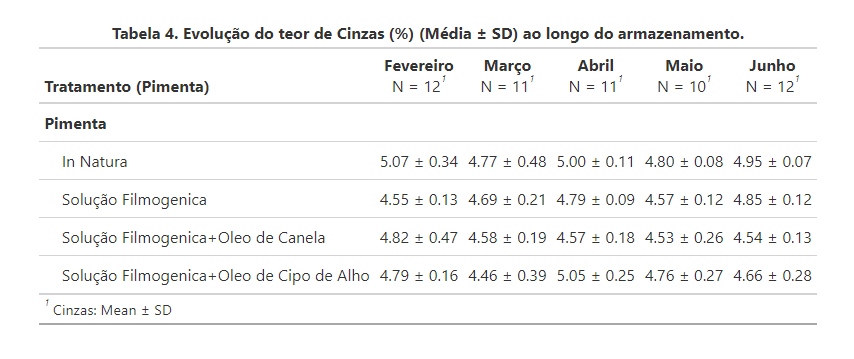 Tabela 4. Evolução do teor de Cinzas (%) (Média ± SD) ao longo do armazenamento.
Tratamento (Pimenta) Fevereiro N = 12¹ Março N = 11¹ Abril N = 11¹ Maio N = 10¹ Junho N = 12¹
Pimenta
In Natura 5.07 ± 0.34 4.77 ± 0.48 5.00 ± 0.11 4.80 ± 0.08 4.95 ± 0.07
Solução Filmogenica 4.55 ± 0.13 4.69 ± 0.21 4.79 ± 0.09 4.57 ± 0.12 4.85 ± 0.12
Solução Filmogenica+Oleo de Canela 4.82 ± 0.47 4.58 ± 0.19 4.57 ± 0.18 4.53 ± 0.26 4.54 ± 0.13
Solução Filmogenica+Oleo de Cipo de Alho 4.79 ± 0.16 4.46 ± 0.39 5.05 ± 0.25 4.76 ± 0.27 4.66 ± 0.28
¹ Cinzas: Mean ± SD